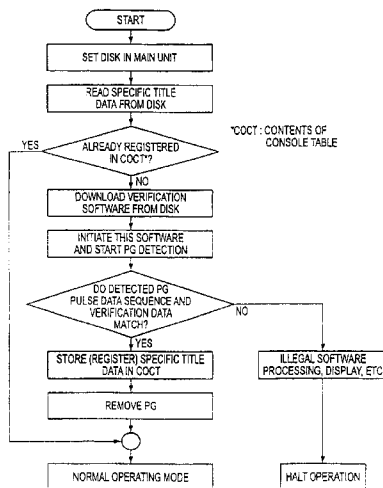 START
SET DISK IN MAIN UNIT
READ SPECIFIC TITLE
DATA FROM DISK
*COCT : CONTENTS OF
CONSOLE TABLE
YES
ALREADY REGISTERED
IN COCT*?
NO
DOWNLOAD VERIFICATION
SOFTWARE FROM DISK
INITIATE THIS SOFTWARE
AND START PG DETECTION
DO DETECTED PG
PULSE DATA SEQUENCE AND
VERIFICATION DATA
MATCH?
NO
YES
STORE (REGISTER) SPECIFIC TITLE
DATA IN COCT
ILLEGAL SOFTWARE
PROCESSING, DISPLAY, ETC
REMOVE PG
NORMAL OPERATING MODE
HALT OPERATION